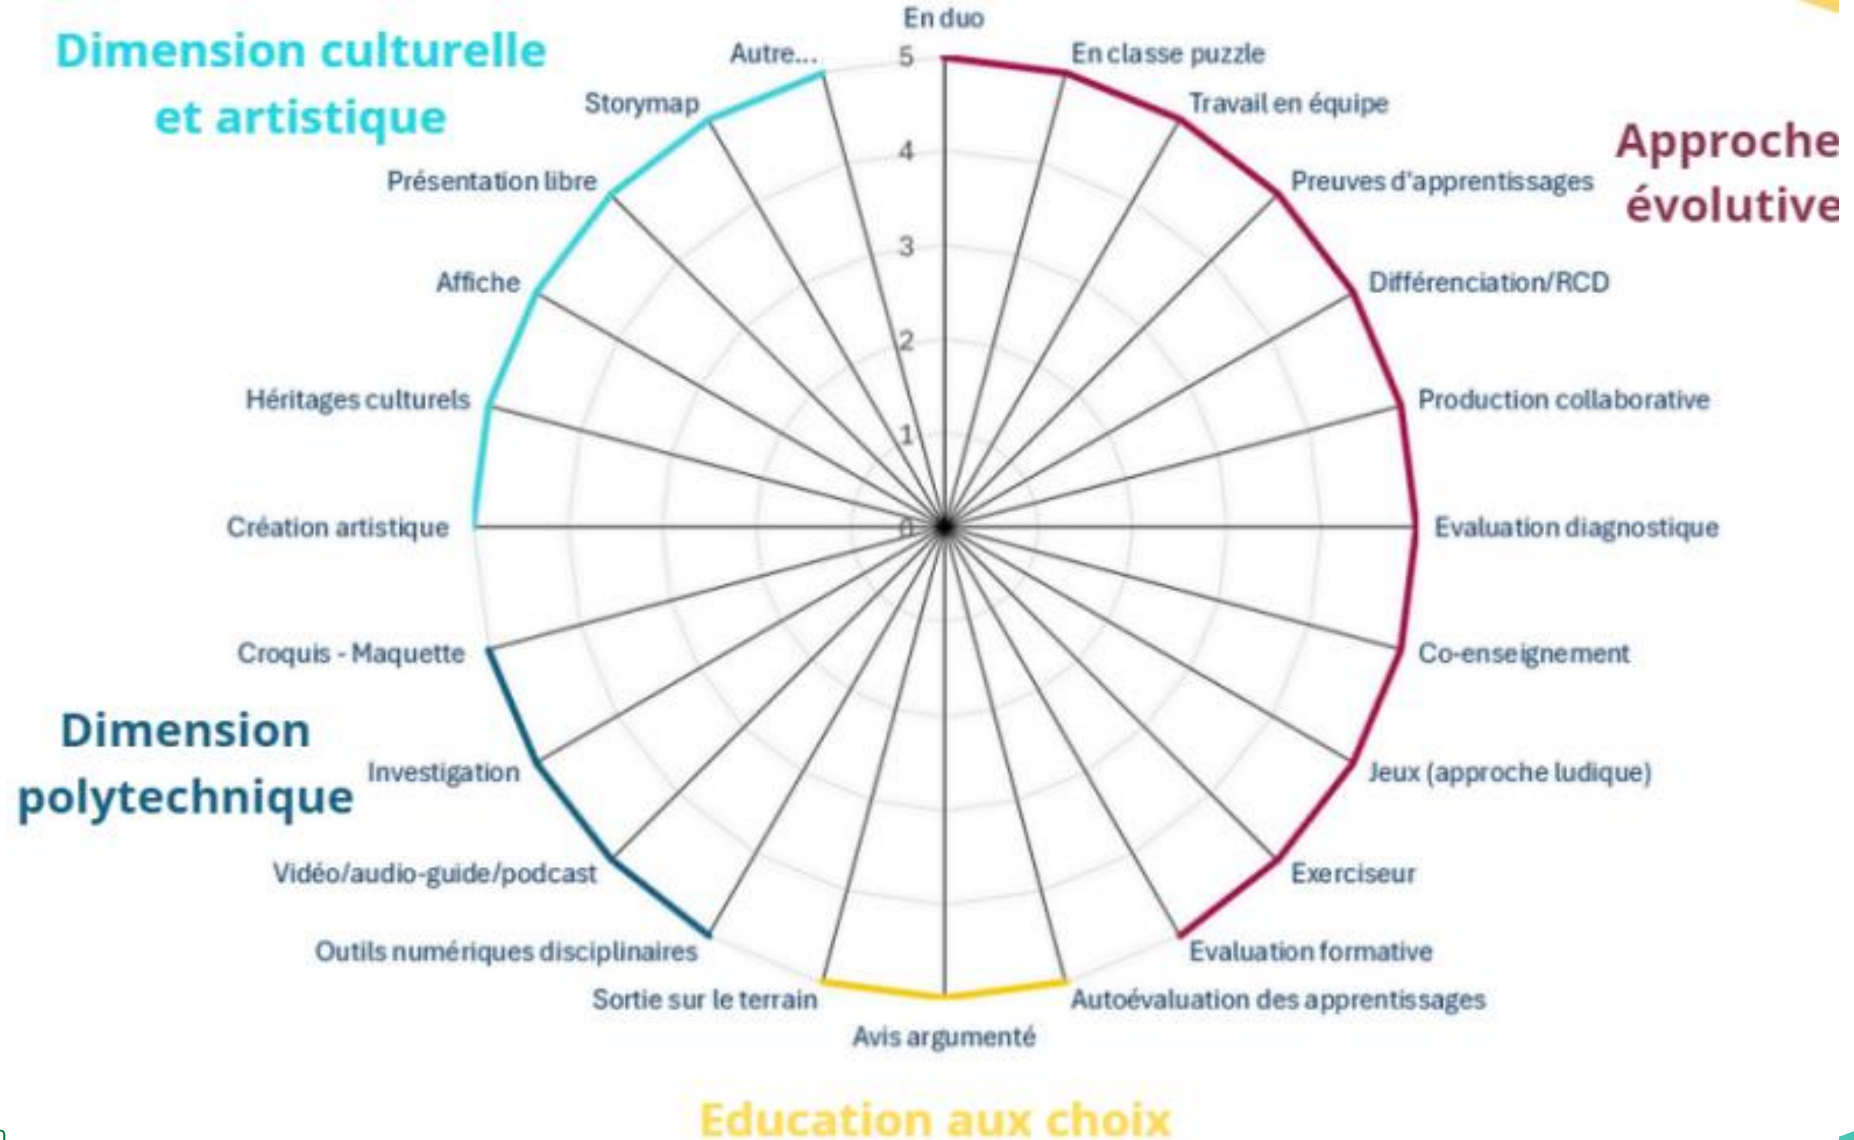 Dimension culturelle
et artistique
En duo
Autre...
5
En classe puzzle
Storymap
Travail en équipe
Approche
évolutive
4
Présentation libre
Preuves d'apprentissages
3
Affiche
Différenciation/RCD
2
Héritages culturels
Production collaborative
1
Création artistique
0
Evaluation diagnostique
Croquis - Maquette
Co-enseignement
Dimension
polytechnique
Investigation
Jeux (approche ludique)
Vidéo/audio-guide/podcast
Exerciseur
Outils numériques disciplinaires
Evaluation formative
Sortie sur le terrain
Autoévaluation des apprentissages
Avis argumenté
Education aux choix